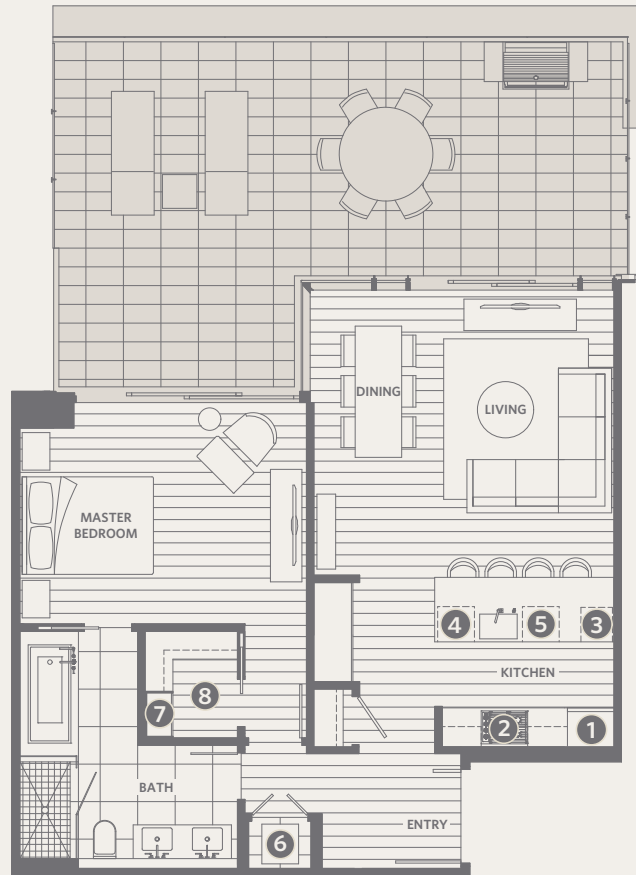 DINING
LIVING
MASTER
BEDROOM
4
5
3
KITCHEN
8
7
2
1
BATH
6
ENTRY